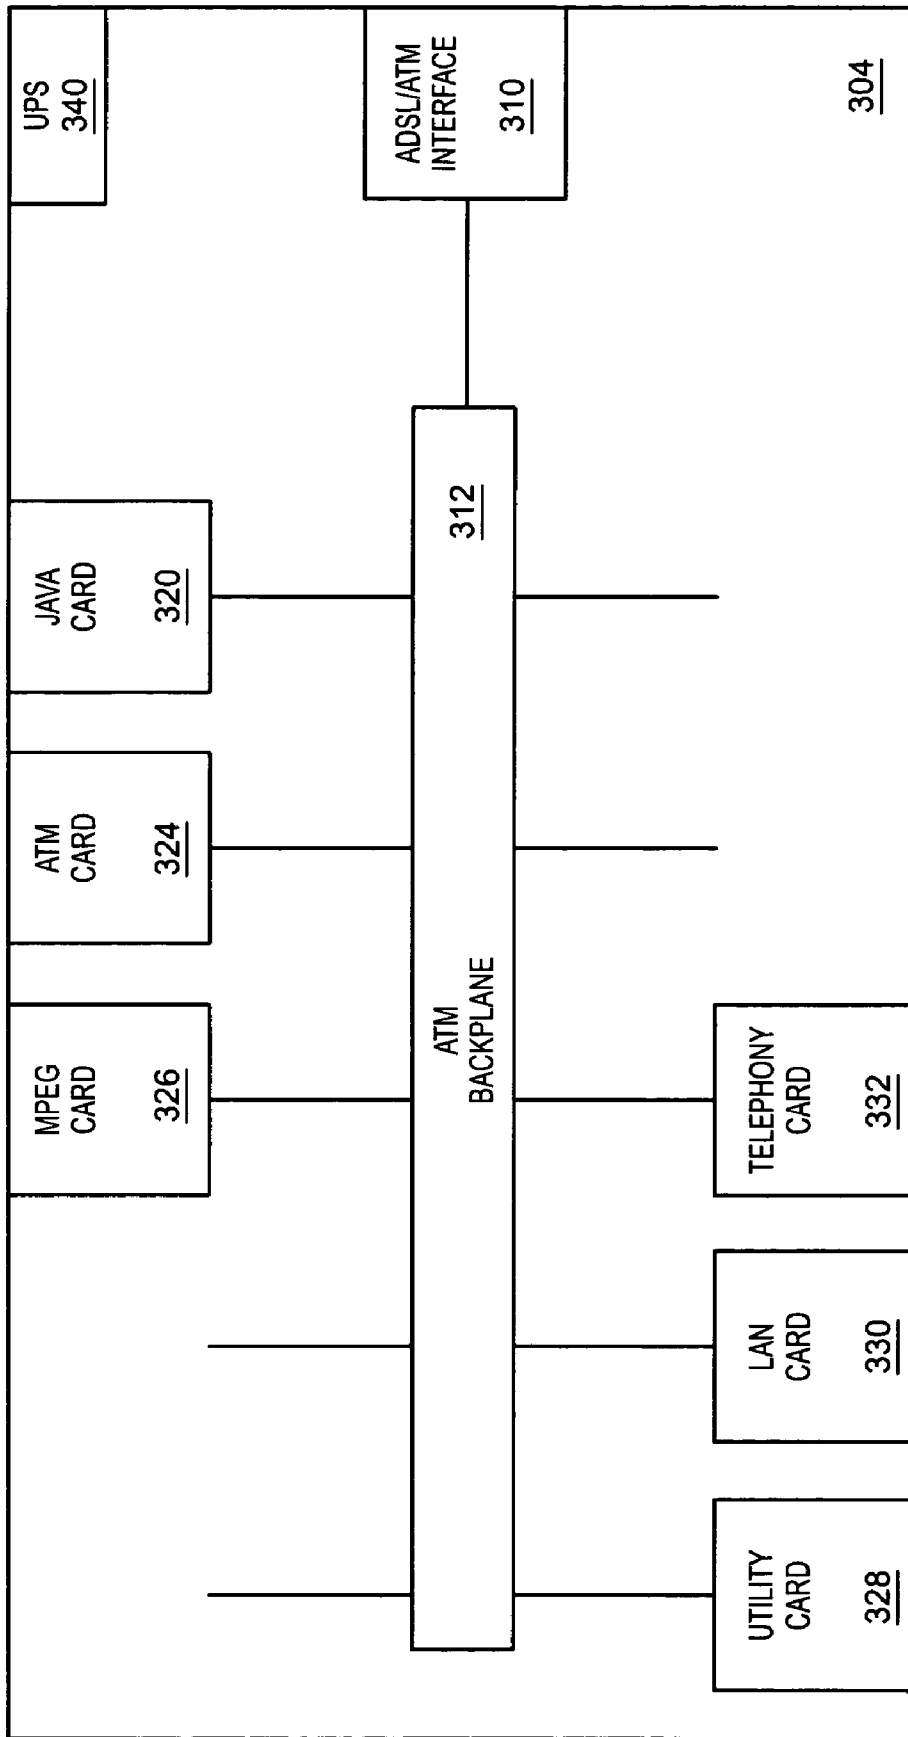 UPS
340
ADSL/ATM
INTERFACE
310
304
JAVA
CARD
320
312
ATM
CARD
324
MPEG
CARD
326
ATM
BACKPLANE
TELEPHONY
CARD
332
LAN
CARD
330
UTILITY
CARD
328